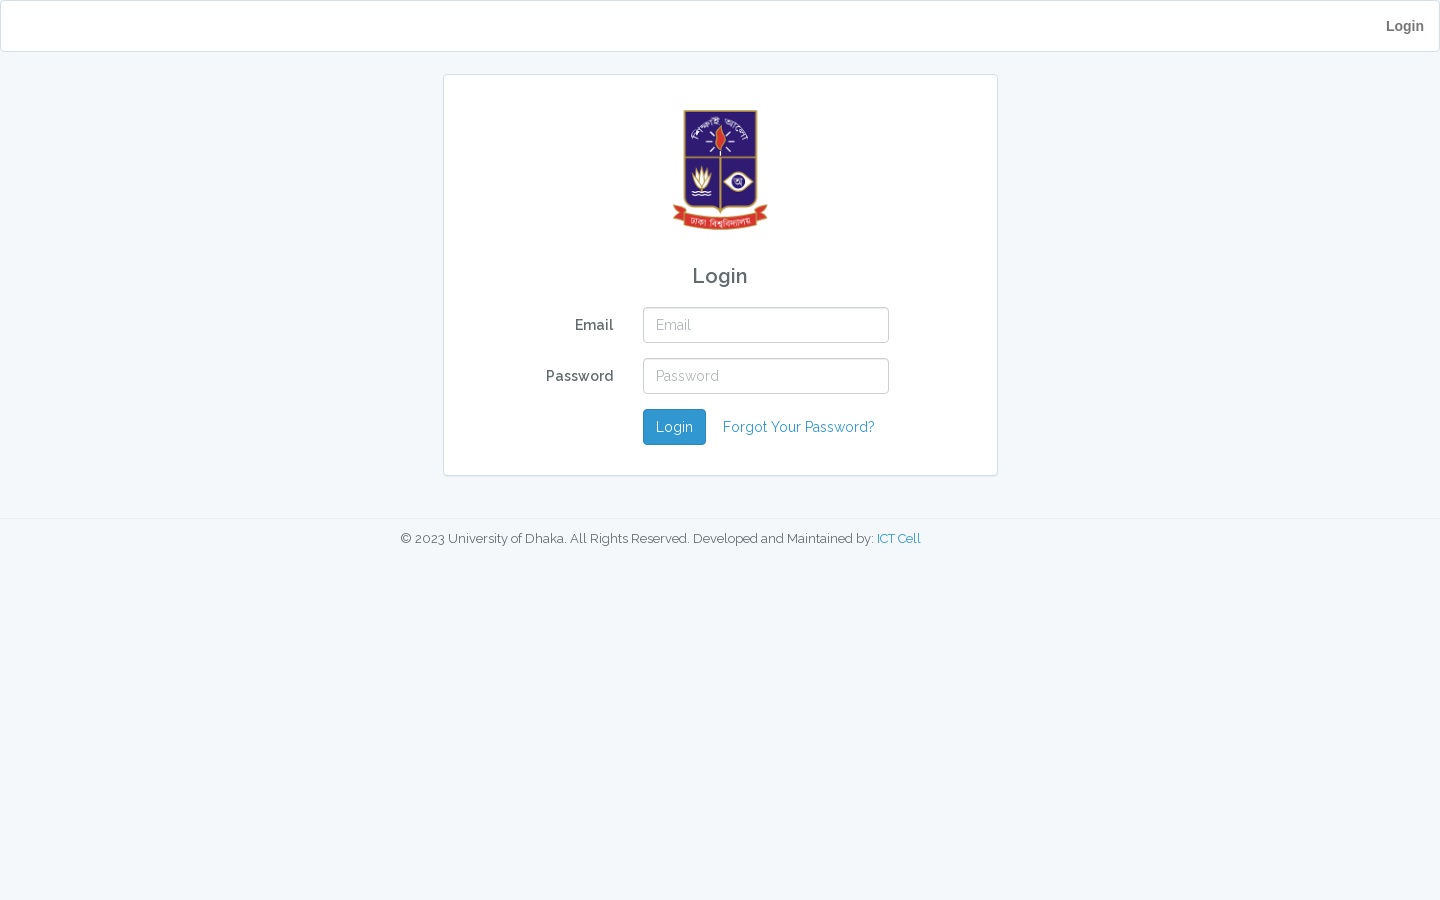 Login
শিক্ষাই আলো
অ
ঢাকা বিশ্ববিদ্যালয়
Login
Email Email
Password Password
Login Forgot Your Password?
© 2023 University of Dhaka. All Rights Reserved. Developed and Maintained by: ICT Cell